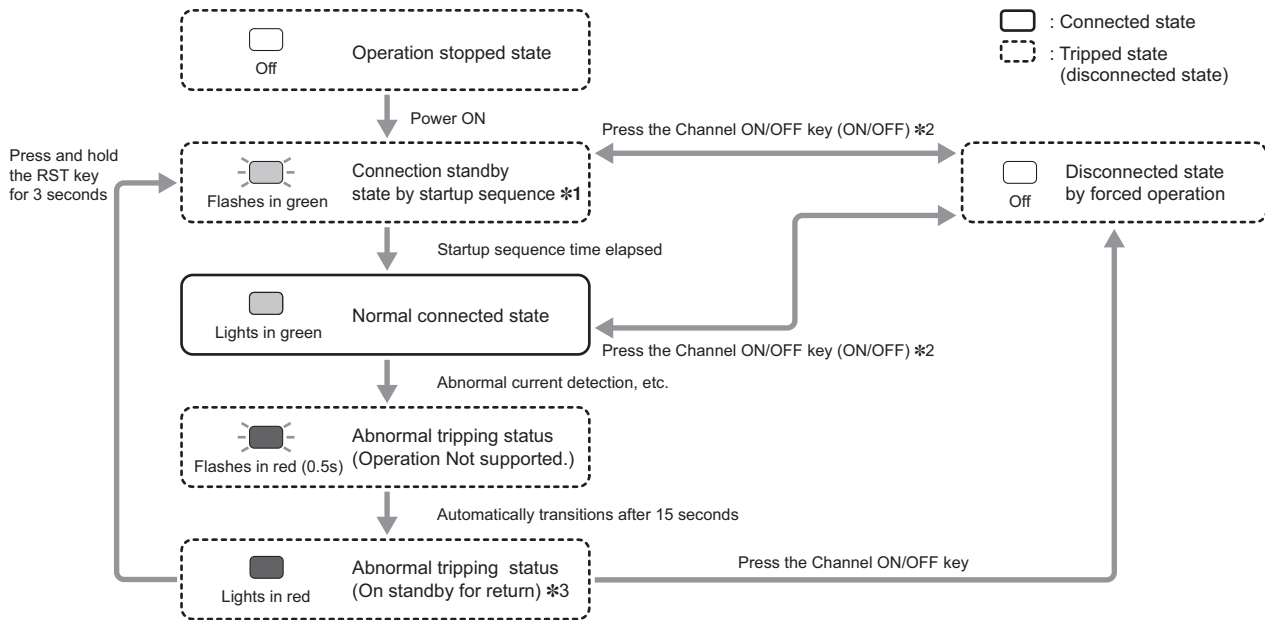 : Connected state
: Tripped state
(disconnected state)
Off
Operation stopped state
Power ON
Press the Channel ON/OFF key (ON/OFF) ✻2
Press and hold
the RST key
for 3 seconds
Flashes in green
Connection standby
state by startup sequence ✻1
Off
Disconnected state
by forced operation
Startup sequence time elapsed
Lights in green
Normal connected state
Press the Channel ON/OFF key (ON/OFF) ✻2
Abnormal current detection, etc.
Flashes in red (0.5s)
Abnormal tripping status
(Operation Not supported.)
Automatically transitions after 15 seconds
Lights in red
Abnormal tripping status
(On standby for return) ✻3
Press the Channel ON/OFF key